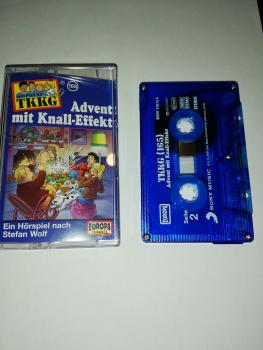 TKKG
165
Advent
mit Knall-Effekt
Ein Hörspiel nach
Stefan Wolf
EUROPA
TKKG (165)
Advent mit Knall-Effekt
EUROPA
Seite
2
SONY MUSIC